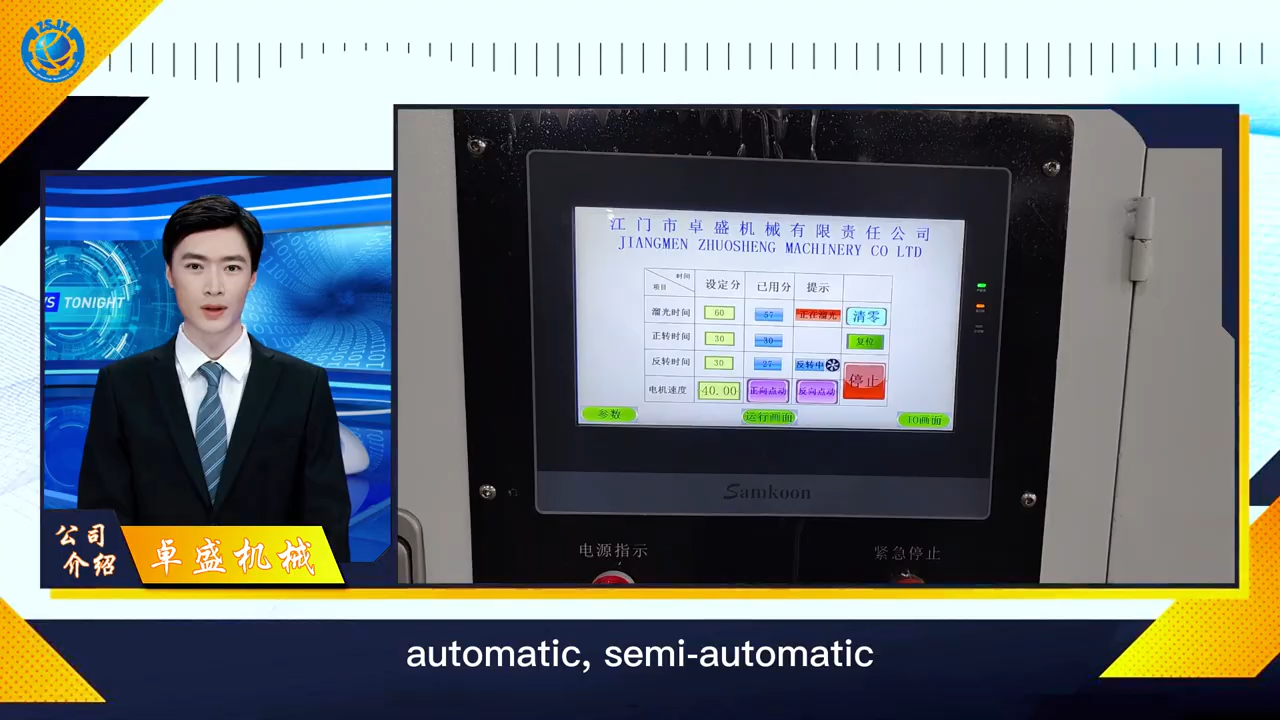 ZSJX
VS TONIGHT
江门市卓盛机械有限责任公司
JIANGMEN ZHUOSHENG MACHINERY CO LTD
时间
项目
设定分 已用分 提示
溜光时间 60 57 正在溜光 清零
正转时间 30 30 复位
反转时间 30 27 反转中 停止
电机速度 40.00 正向点动 反向点动
参数 运行画面 IO画面
Samkoon
电源指示 紧急停止
公司
介绍
卓盛机械
automatic, semi-automatic